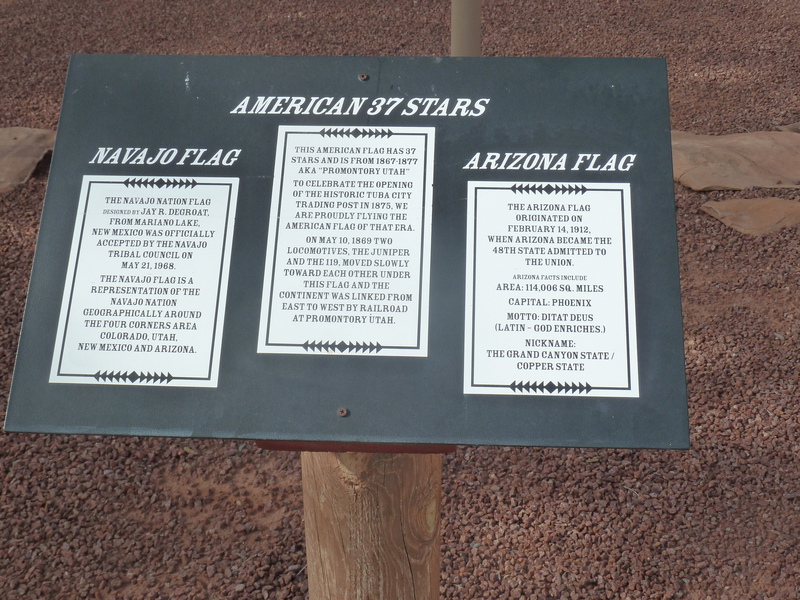 AMERICAN 37 STARS
NAVAJO FLAG
THE NAVAJO NATION FLAG
DESIGNED BY JAY R. DEGROAT,
FROM MARIANO LAKE,
NEW MEXICO WAS OFFICIALLY
ACCEPTED BY THE NAVAJO
TRIBAL COUNCIL ON
MAY 21, 1968.
THE NAVAJO FLAG IS A
REPRESENTATION OF THE
NAVAJO NATION
GEOGRAPHICALLY AROUND
THE FOUR CORNERS AREA
COLORADO, UTAH,
NEW MEXICO AND ARIZONA.
THIS AMERICAN FLAG HAS 37
STARS AND IS FROM 1867-1877
AKA "PROMONTORY UTAH"
TO CELEBRATE THE OPENING
OF THE HISTORIC TUBA CITY
TRADING POST IN 1875, WE
ARE PROUDLY FLYING THE
AMERICAN FLAG OF THAT ERA.
ON MAY 10, 1869 TWO
LOCOMOTIVES, THE JUNIPER
AND THE 119, MOVED SLOWLY
TOWARD EACH OTHER UNDER
THIS FLAG AND THE
CONTINENT WAS LINKED FROM
EAST TO WEST BY RAILROAD
AT PROMONTORY UTAH.
ARIZONA FLAG
THE ARIZONA FLAG
ORIGINATED ON
FEBRUARY 14, 1912,
WHEN ARIZONA BECAME THE
48TH STATE ADMITTED TO
THE UNION.
ARIZONA FACTS INCLUDE
AREA: 114,006 SQ. MILES
CAPITAL: PHOENIX
MOTTO: DITAT DEUS
(LATIN - GOD ENRICHES.)
NICKNAME:
THE GRAND CANYON STATE /
COPPER STATE